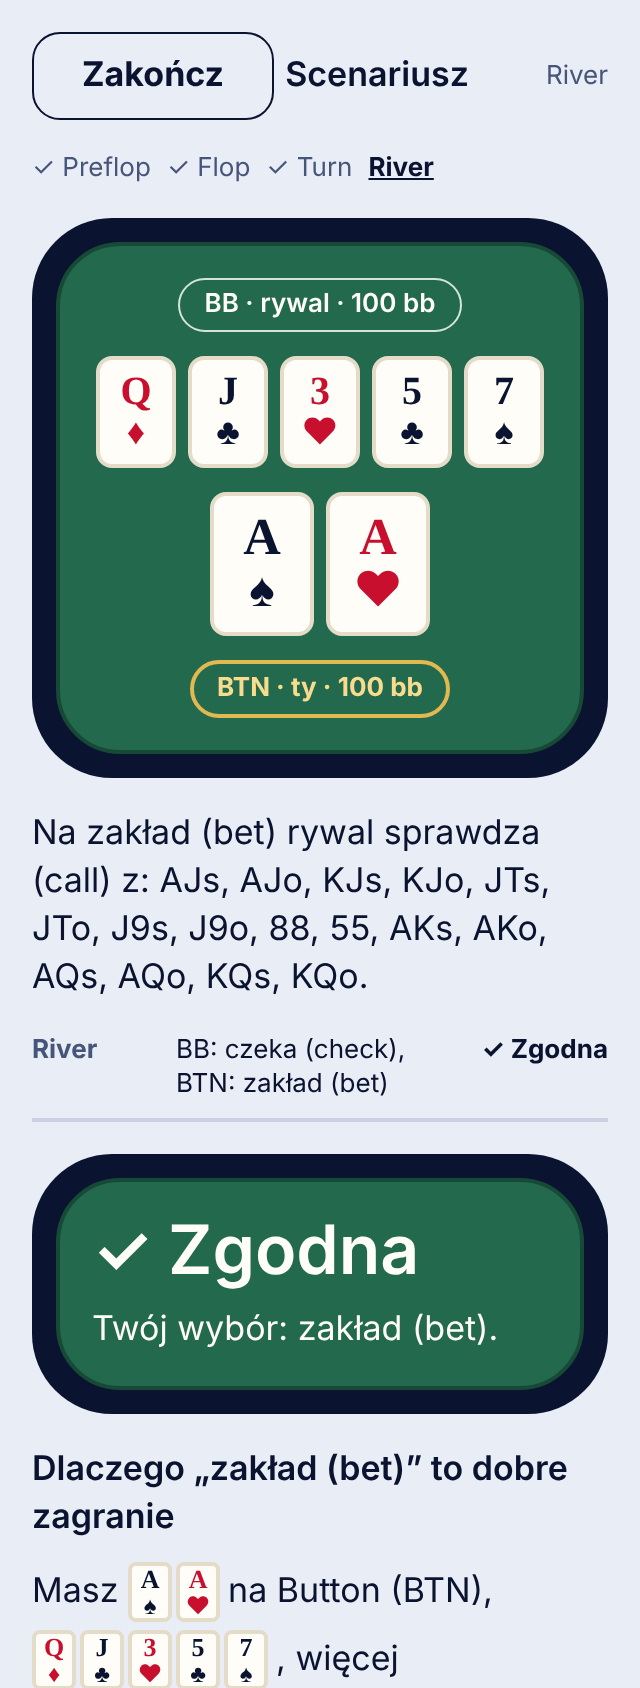 Zakończ Scenariusz River
✓ Preflop ✓ Flop ✓ Turn River
BB · rywal · 100 bb
Q♦ J♣ 3♥ 5♣ 7♠
A♠ A♥
BTN · ty · 100 bb
Na zakład (bet) rywal sprawdza
(call) z: AJs, AJo, KJs, KJo, JTs,
JTo, J9s, J9o, 88, 55, AKs, AKo,
AQs, AQo, KQs, KQo.
River BB: czeka (check), ✓ Zgodna
BTN: zakład (bet)
✓ Zgodna
Twój wybór: zakład (bet).
Dlaczego „zakład (bet)” to dobre
zagranie
Masz A♠ A♥ na Button (BTN),
Q♦ J♣ 3♥ 5♣ 7♠ , więcej